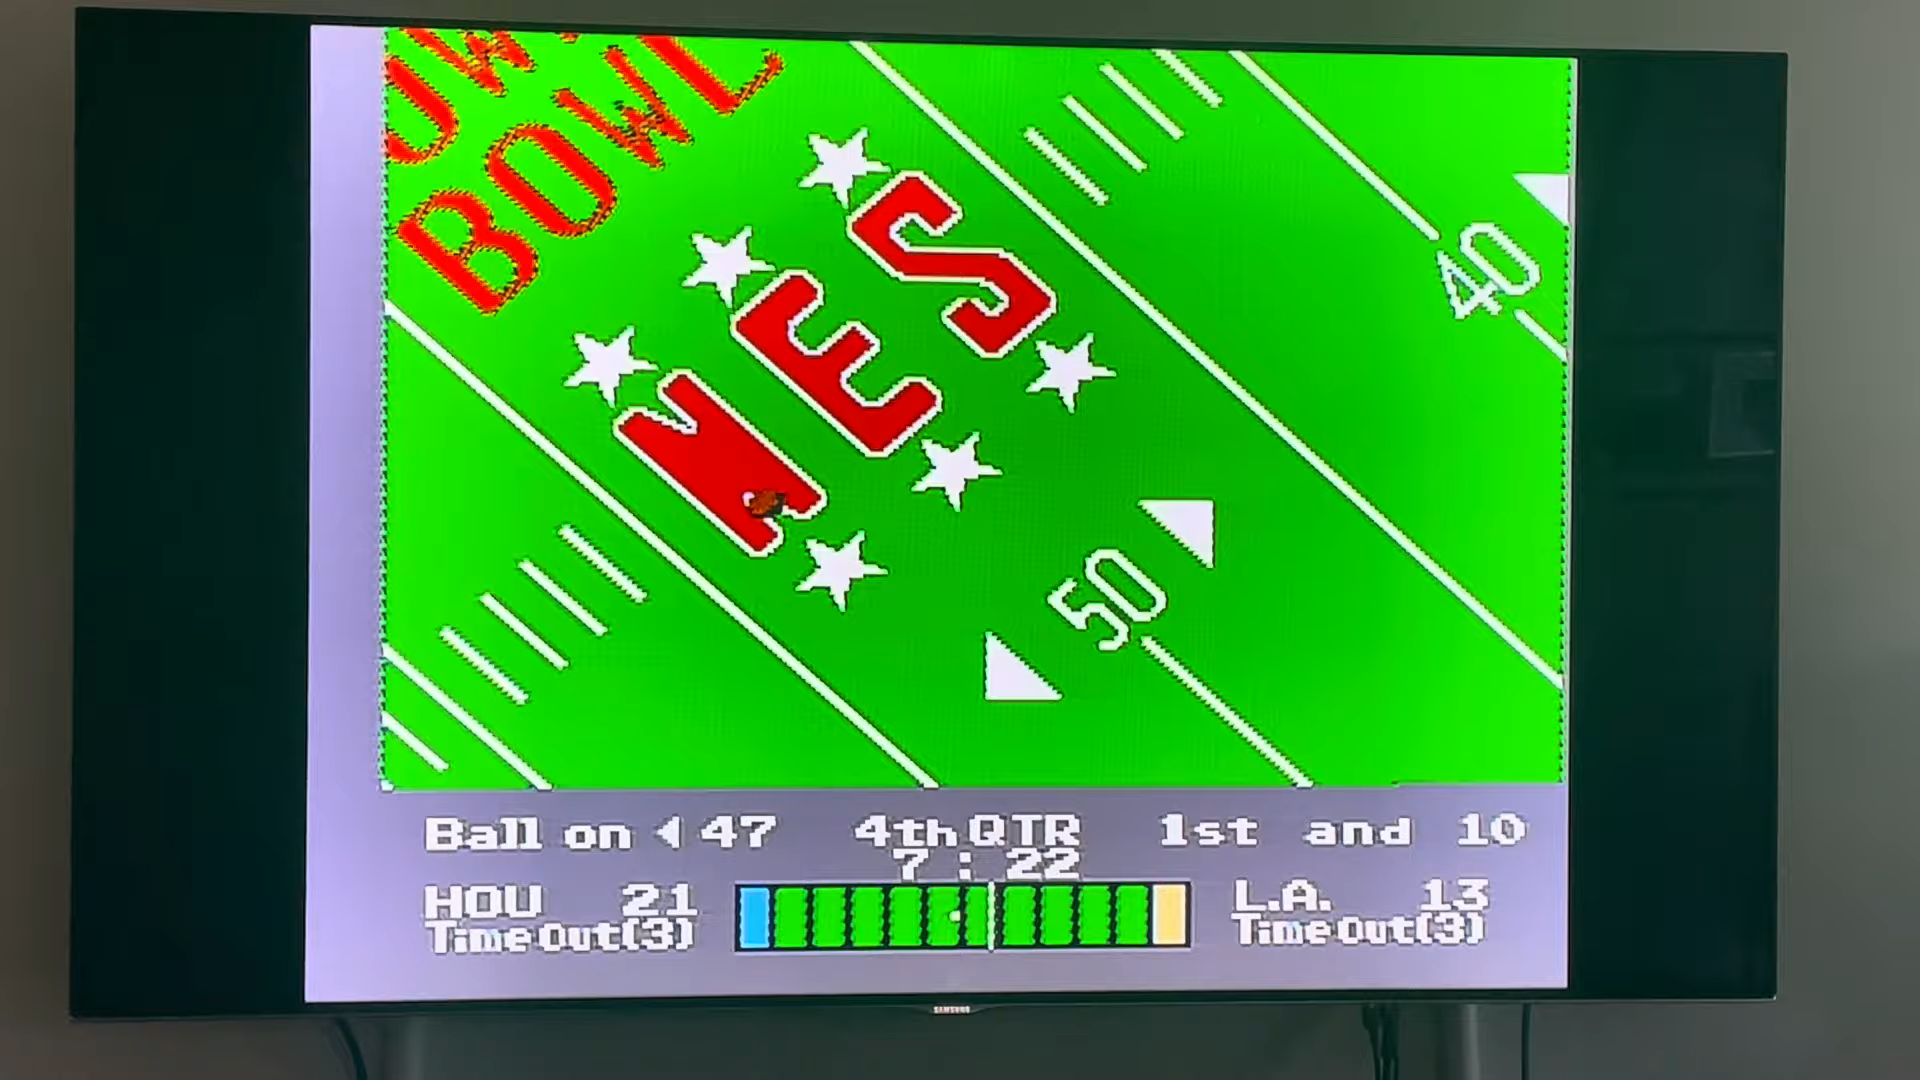 BOWL
NES
40
50
Ball on ◀ 47 4th QTR 1st and 10
7 : 22
HOU 21 L.A. 13
Time Out(3) Time Out(3)
SAMSUNG